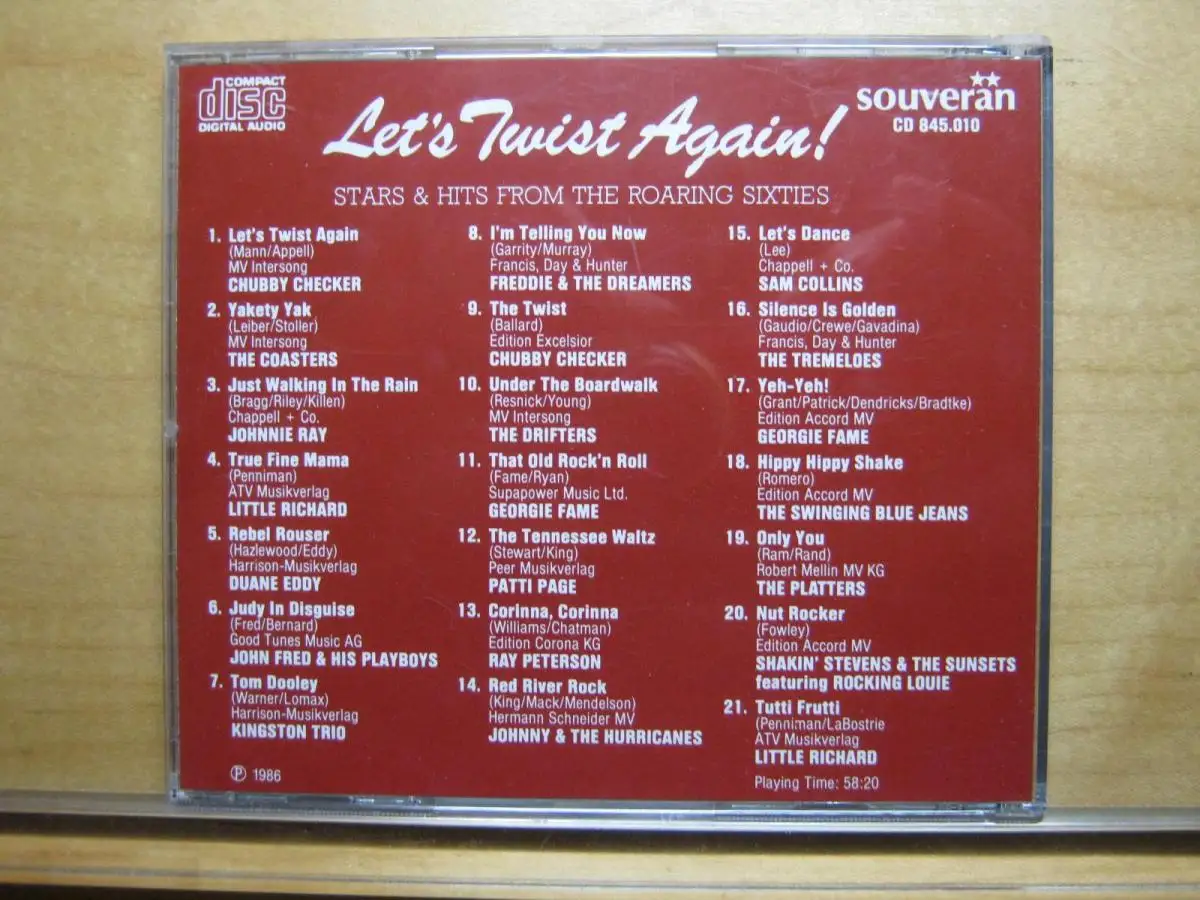 COMPACT
disc
DIGITAL AUDIO
Let's Twist Again!
souverän
CD 845.010
STARS & HITS FROM THE ROARING SIXTIES
1. Let's Twist Again
(Mann/Appell)
MV Intersong
CHUBBY CHECKER
2. Yakety Yak
(Leiber/Stoller)
MV Intersong
THE COASTERS
3. Just Walking In The Rain
(Bragg/Riley/Killen)
Chappell + Co.
JOHNNIE RAY
4. True Fine Mama
(Penniman)
ATV Musikverlag
LITTLE RICHARD
5. Rebel Rouser
(Hazlewood/Eddy)
Harrison-Musikverlag
DUANE EDDY
6. Judy In Disguise
(Fred/Bernard)
Good Tunes Music AG
JOHN FRED & HIS PLAYBOYS
7. Tom Dooley
(Warner/Lomax)
Harrison-Musikverlag
KINGSTON TRIO
℗ 1986
8. I'm Telling You Now
(Garrity/Murray)
Francis, Day & Hunter
FREDDIE & THE DREAMERS
9. The Twist
(Ballard)
Edition Excelsior
CHUBBY CHECKER
10. Under The Boardwalk
(Resnick/Young)
MV Intersong
THE DRIFTERS
11. That Old Rock'n Roll
(Fame/Ryan)
Supapower Music Ltd.
GEORGIE FAME
12. The Tennessee Waltz
(Stewart/King)
Peer Musikverlag
PATTI PAGE
13. Corinna, Corinna
(Williams/Chatman)
Edition Corona KG
RAY PETERSON
14. Red River Rock
(King/Mack/Mendelson)
Hermann Schneider MV
JOHNNY & THE HURRICANES
15. Let's Dance
(Lee)
Chappell + Co.
SAM COLLINS
16. Silence Is Golden
(Gaudio/Crewe/Gavadina)
Francis, Day & Hunter
THE TREMELOES
17. Yeh-Yeh!
(Grant/Patrick/Dendricks/Bradtke)
Edition Accord MV
GEORGIE FAME
18. Hippy Hippy Shake
(Romero)
Edition Accord MV
THE SWINGING BLUE JEANS
19. Only You
(Ram/Rand)
Robert Mellin MV KG
THE PLATTERS
20. Nut Rocker
(Fowley)
Edition Accord MV
SHAKIN' STEVENS & THE SUNSETS
featuring ROCKING LOUIE
21. Tutti Frutti
(Penniman/LaBostrie
ATV Musikverlag
LITTLE RICHARD
Playing Time: 58:20